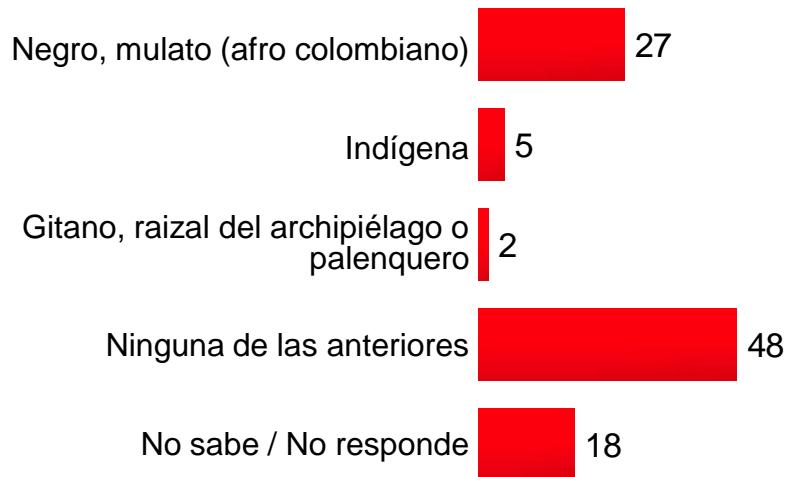 Negro, mulato (afro colombiano) 27
Indígena 5
Gitano, raizal del archipiélago o
palenquero 2
Ninguna de las anteriores 48
No sabe / No responde 18